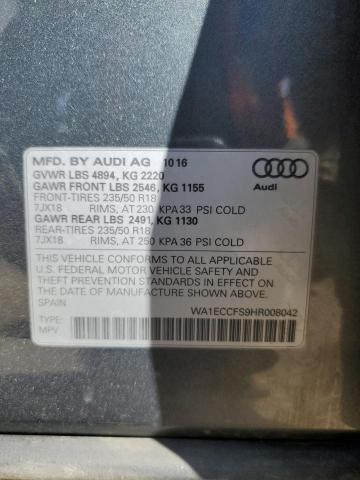 MFD. BY AUDI AG 10 16
GVWR LBS 4894, KG 2220
GAWR FRONT LBS 2546, KG 1155
FRONT-TIRES 235/50 R18
7JX18 RIMS, AT 230 KPA 33 PSI COLD
GAWR REAR LBS 2491, KG 1130
REAR-TIRES 235/50 R18
7JX18 RIMS, AT 250 KPA 36 PSI COLD
Audi
THIS VEHICLE CONFORMS TO ALL APPLICABLE
U.S. FEDERAL MOTOR VEHICLE SAFETY AND
THEFT PREVENTION STANDARDS IN EFFECT ON
THE DATE OF MANUFACTURE SHOWN ABOVE.
SPAIN
WA1ECCFS9HR008042
TYPE:
MPV